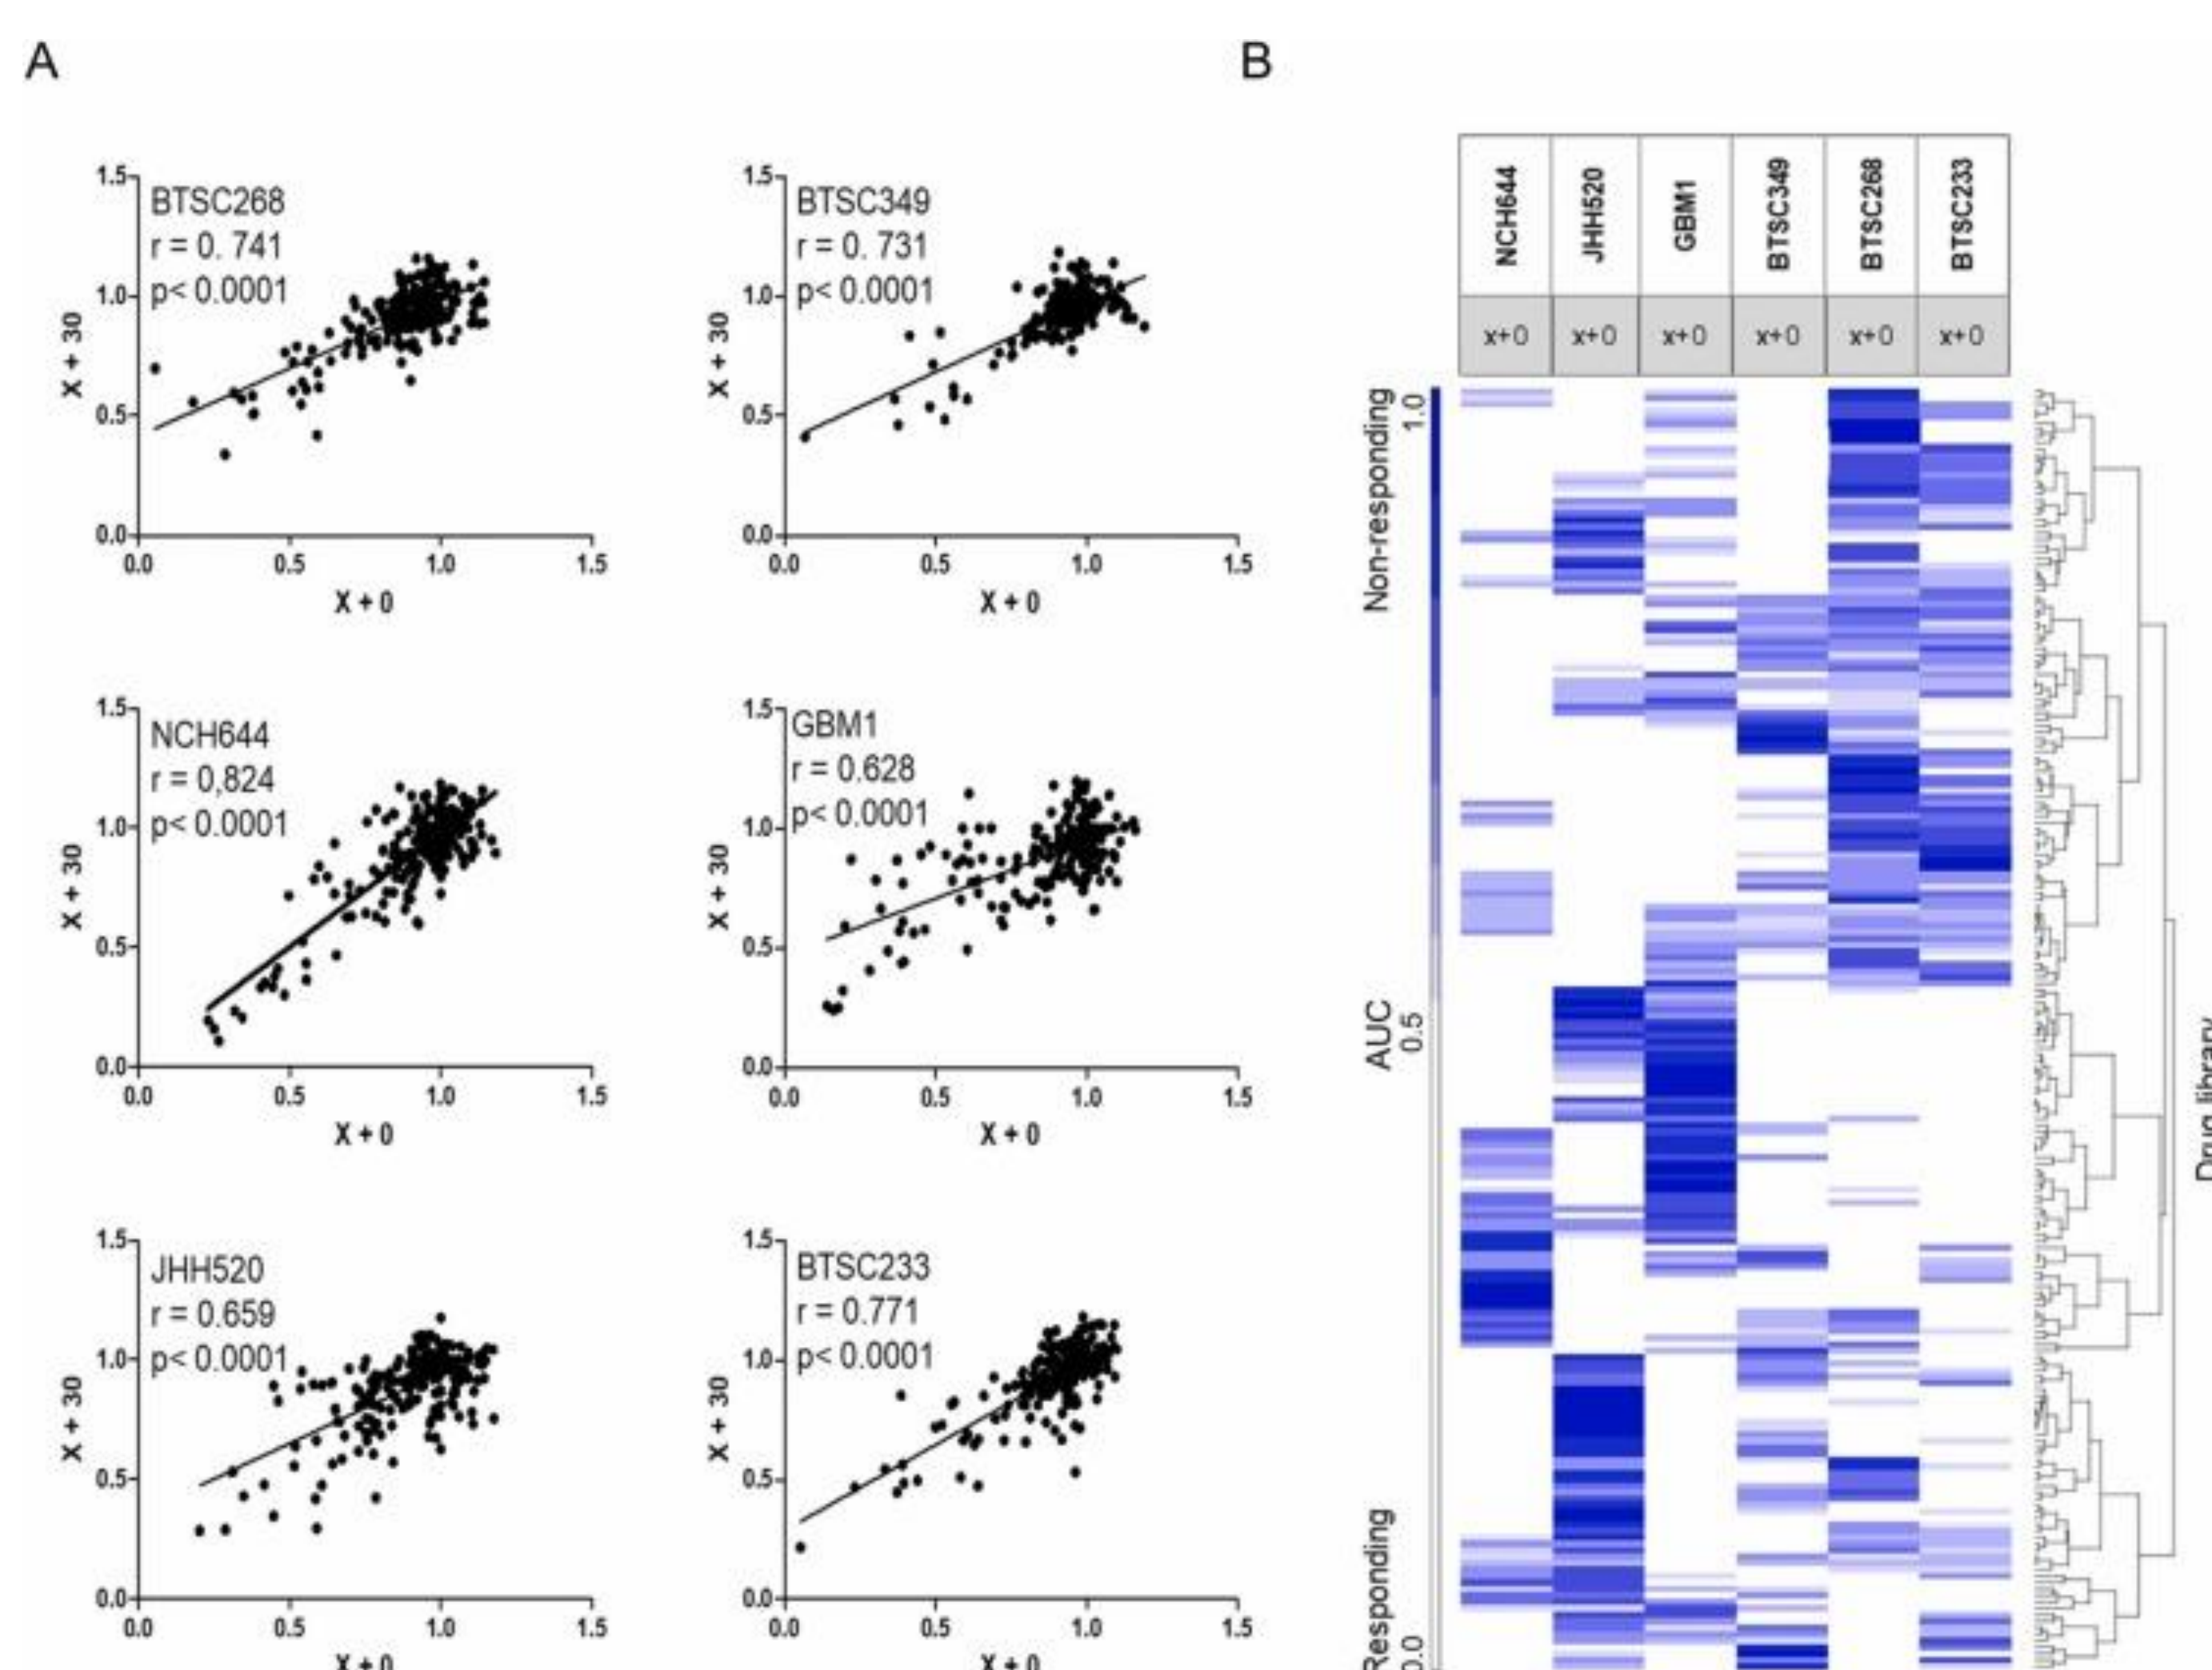 A
B
1.5
BTSC268
r = 0. 741
p< 0.0001
1.0
X + 30
0.5
0.0
0.0
0.5
1.0
1.5
X + 0
1.5
BTSC349
r = 0. 731
p< 0.0001
1.0
X + 30
0.5
0.0
0.0
0.5
1.0
1.5
X + 0
1.5
NCH644
r = 0,824
p< 0.0001
1.0
X + 30
0.5
0.0
0.0
0.5
1.0
1.5
X + 0
1.5
GBM1
r = 0.628
p< 0.0001
1.0
X + 30
0.5
0.0
0.0
0.5
1.0
1.5
X + 0
1.5
JHH520
r = 0.659
p< 0.0001
1.0
X + 30
0.5
0.0
0.0
0.5
1.0
1.5
X + 0
1.5
BTSC233
r = 0.771
p< 0.0001
1.0
X + 30
0.5
0.0
0.0
0.5
1.0
1.5
X + 0
NCH644 JHH520 GBM1 BTSC349 BTSC268 BTSC233
x+0 x+0 x+0 x+0 x+0 x+0
Non-responding
1.0
AUC
0.5
Responding
0.0
Drug library